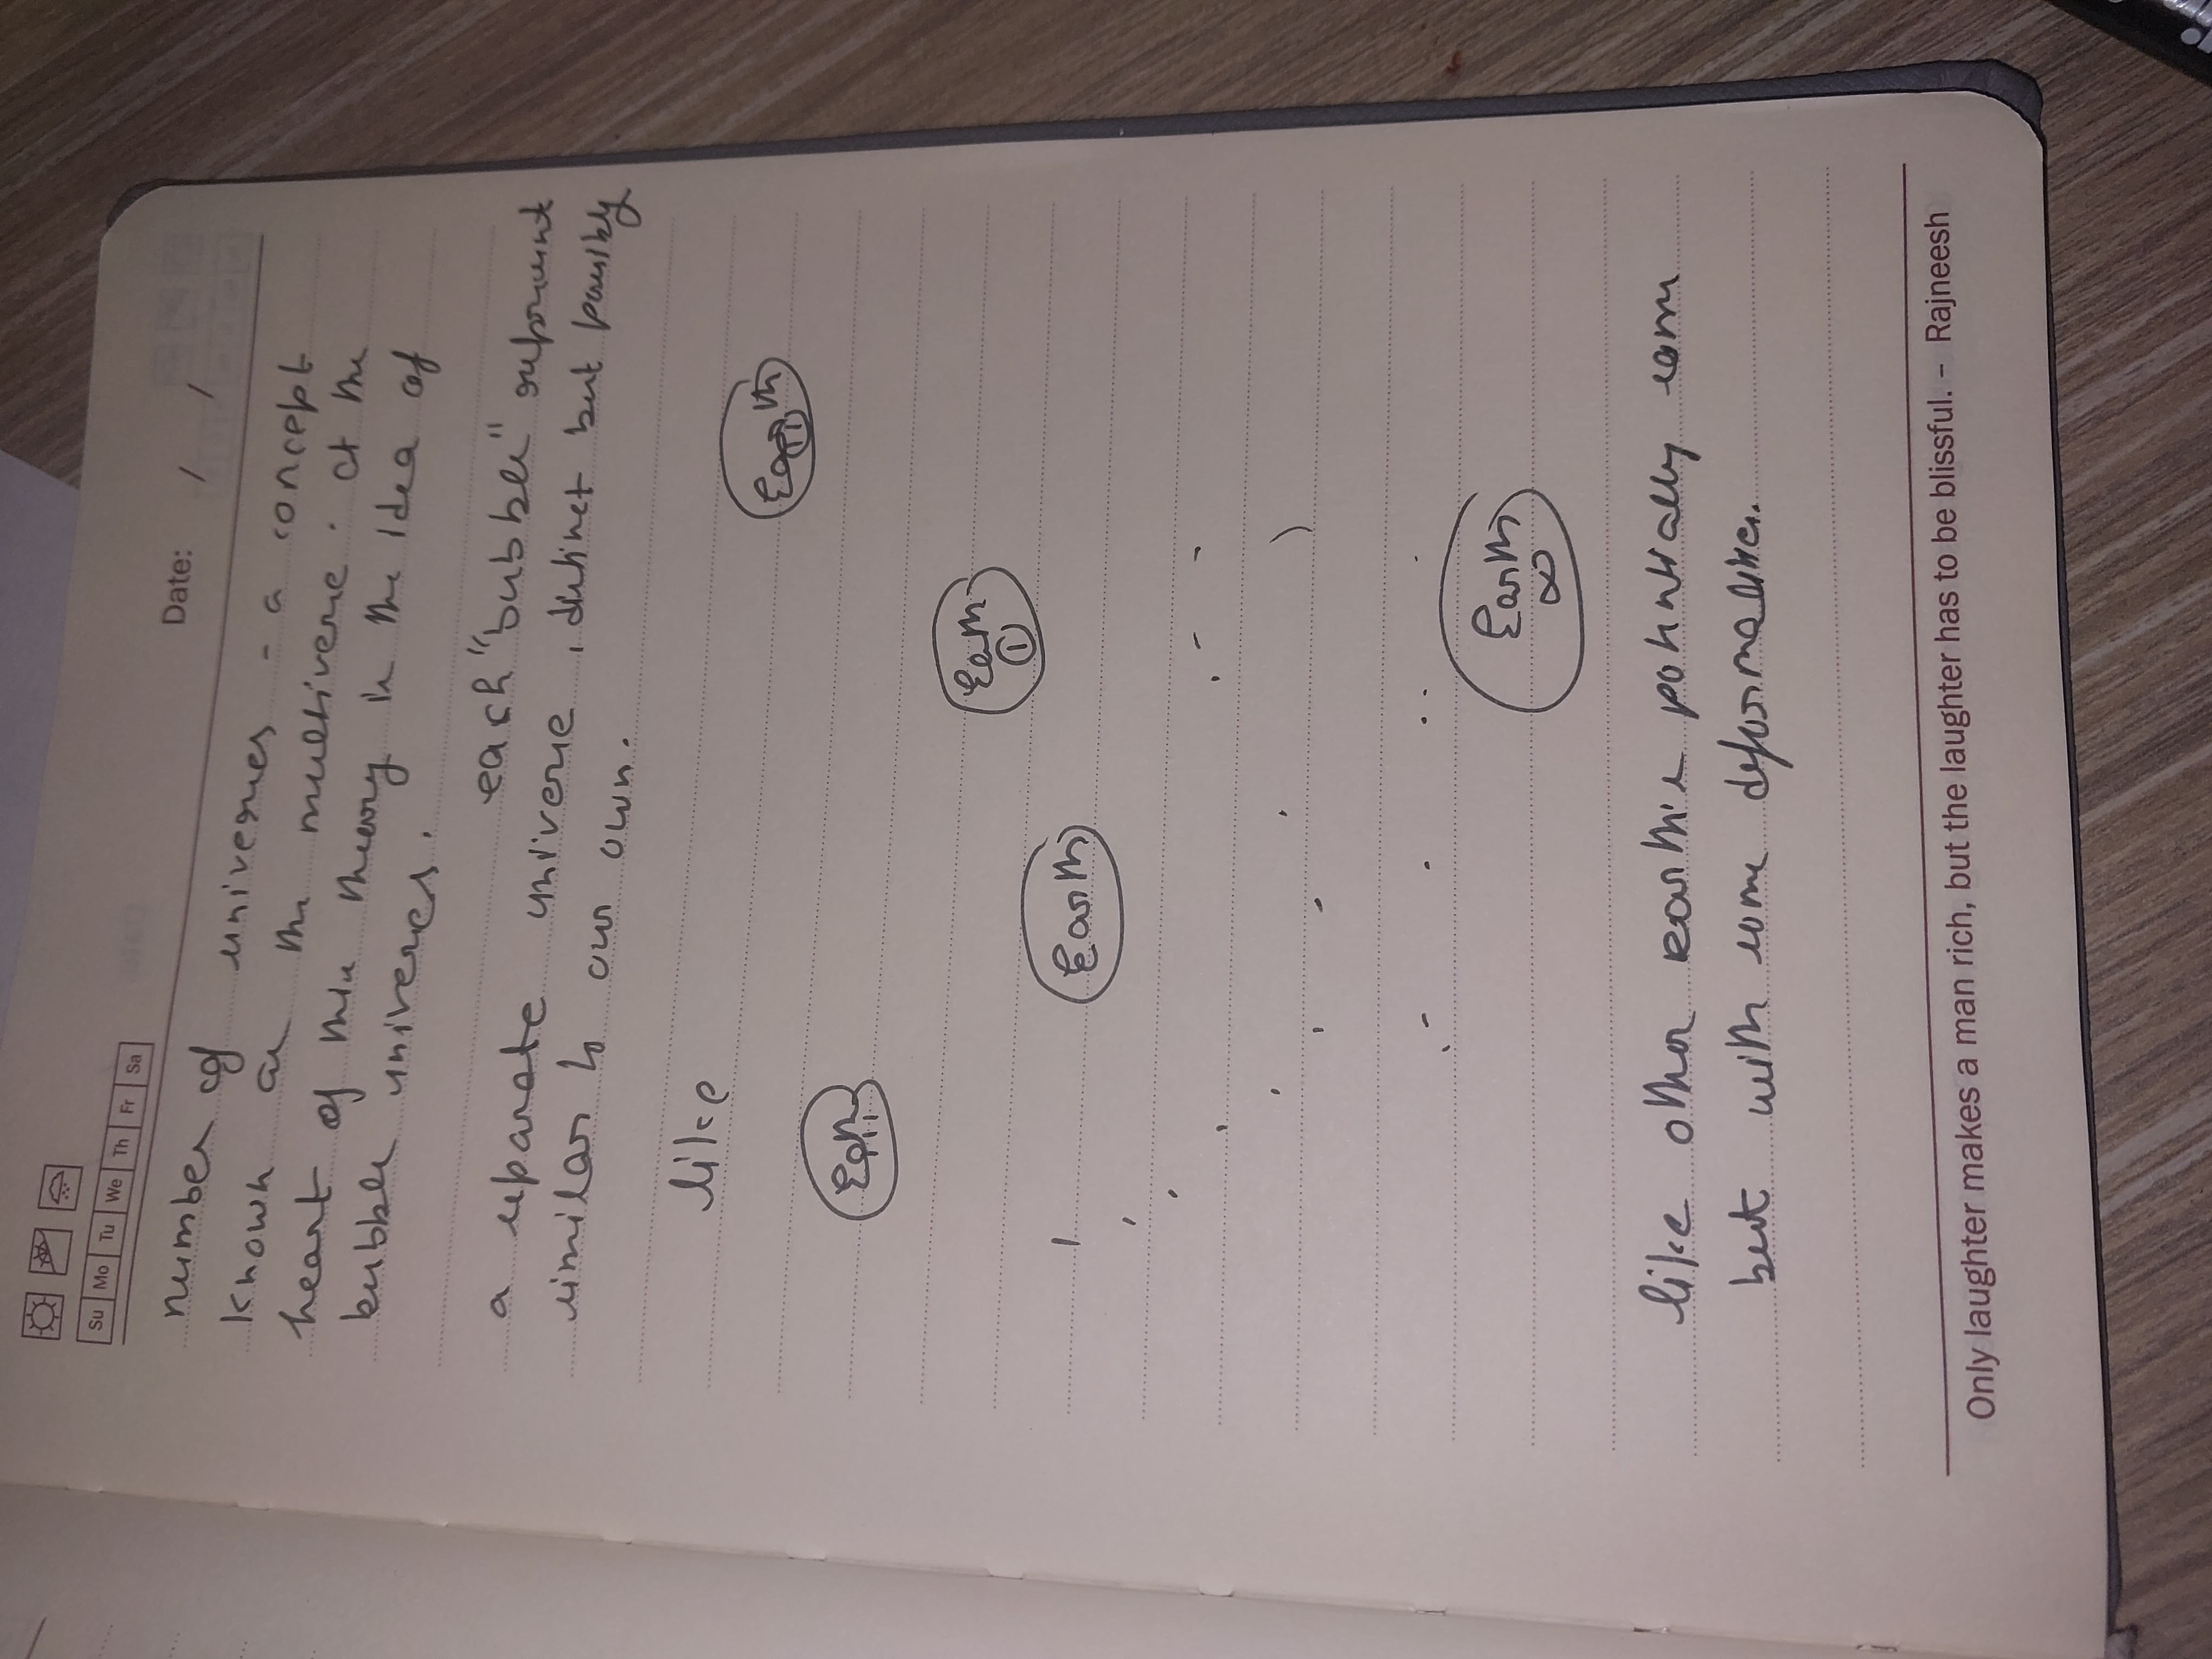 Su Mo Tu We Th Fr Sa
Date: / /
number of universes - a concept
known as the multiverse. at the
heart of this theory is the idea of
bubble universes.
each "bubble" represent
a separate universe, distinct but possibly
similar to our own.
like
Earth 11
Earth 111
Earth 1
Earth
Earth ∞
like other earth's potentially same
but with some deformalities.
Only laughter makes a man rich, but the laughter has to be blissful. – Rajneesh